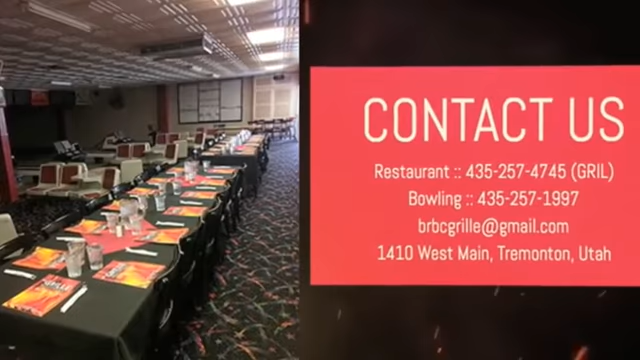 GRILLE
CONTACT US
Restaurant :: 435-257-4745 (GRIL)
Bowling :: 435-257-1997
brbcgrille@gmail.com
1410 West Main, Tremonton, Utah